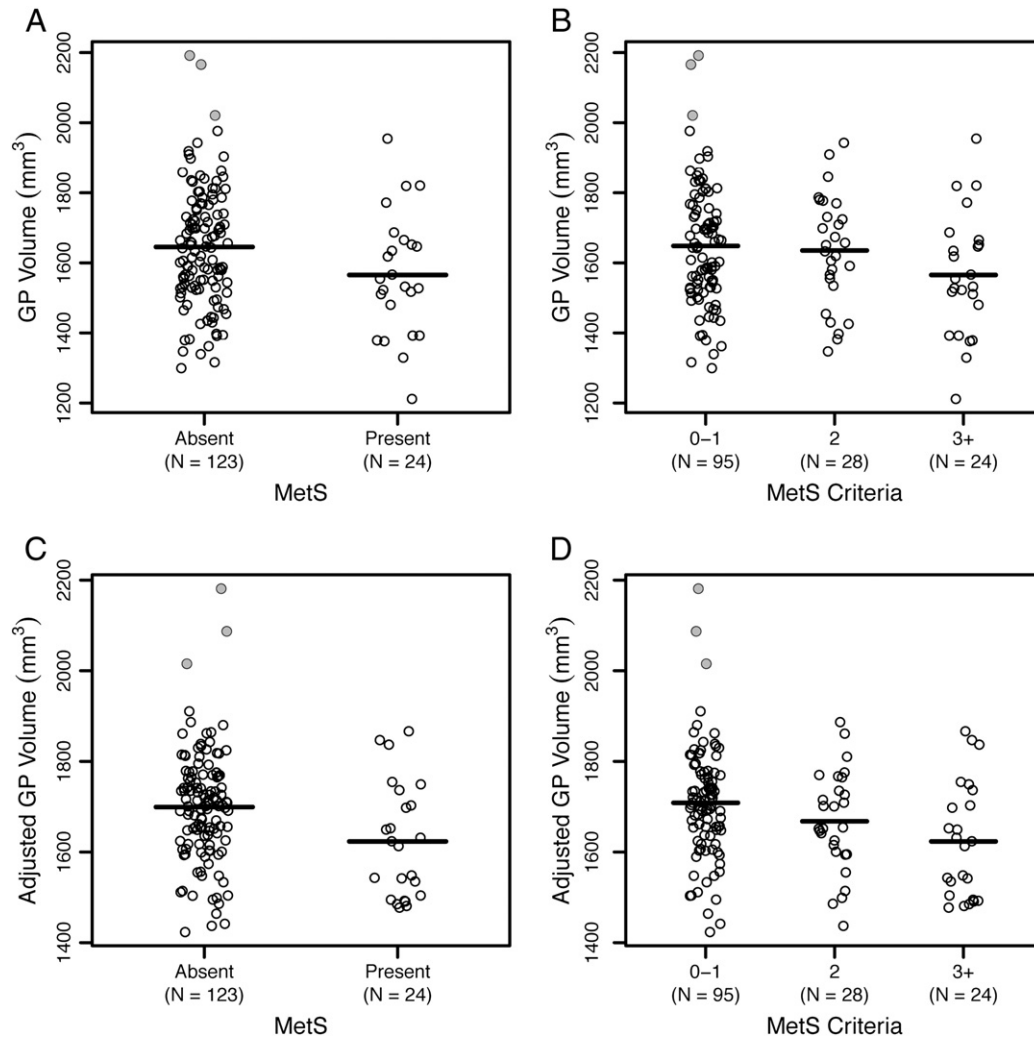 A
GP Volume (mm³)
2200
2000
1800
1600
1400
1200
Absent Present
(N = 123) (N = 24)
MetS
B
GP Volume (mm³)
2200
2000
1800
1600
1400
1200
0−1 2 3+
(N = 95) (N = 28) (N = 24)
MetS Criteria
C
Adjusted GP Volume (mm³)
2200
2000
1800
1600
1400
Absent Present
(N = 123) (N = 24)
MetS
D
Adjusted GP Volume (mm³)
2200
2000
1800
1600
1400
0−1 2 3+
(N = 95) (N = 28) (N = 24)
MetS Criteria